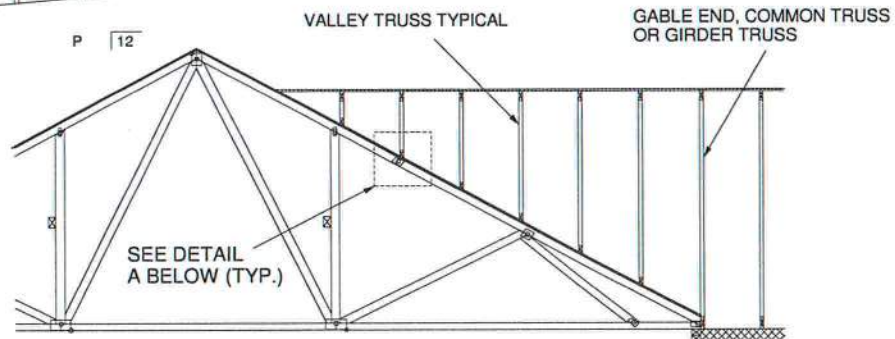 VALLEY TRUSS TYPICAL
GABLE END, COMMON TRUSS
OR GIRDER TRUSS
P 12
SEE DETAIL
A BELOW (TYP.)